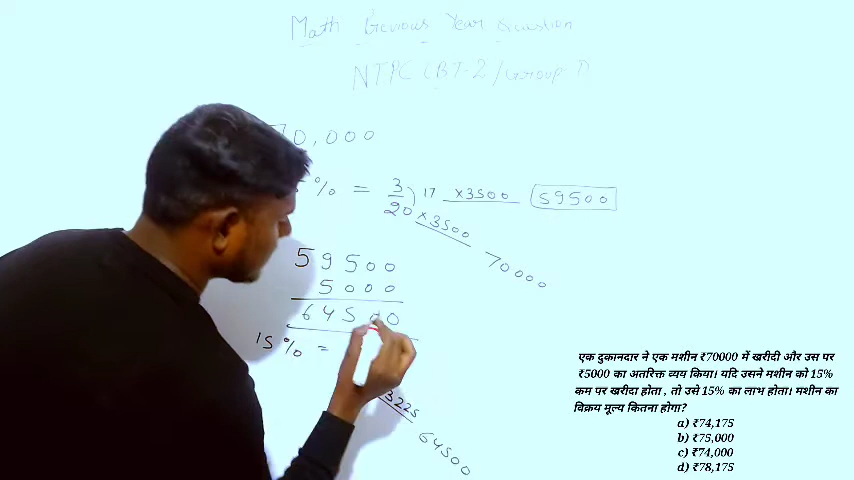 Math Previous Year Question
NTPC CBT-2 / Group
70,000
% = 3/20 ) 17 ×3500 59500
×3500
70000
59500
5000
64500
15 % =
3225
64500
एक दुकानदार ने एक मशीन ₹70000 में खरीदी और उस पर
₹5000 का अतरिक्त व्यय किया। यदि उसने मशीन को 15%
कम पर खरीदा होता , तो उसे 15% का लाभ होता। मशीन का
विक्रय मूल्य कितना होगा?
a) ₹74,175
b) ₹75,000
c) ₹74,000
d) ₹78,175